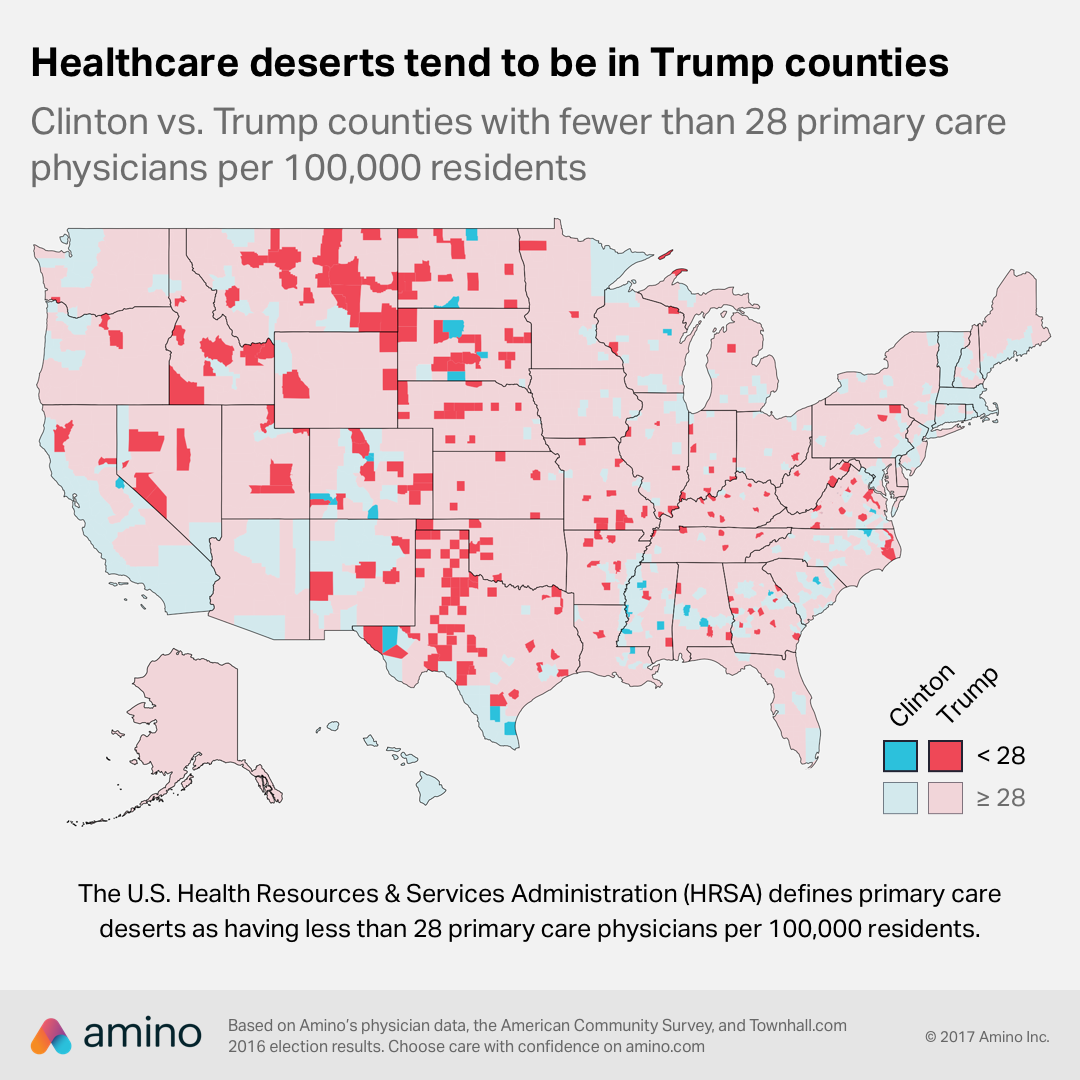 Healthcare deserts tend to be in Trump counties
Clinton vs. Trump counties with fewer than 28 primary care
physicians per 100,000 residents
Clinton
Trump
< 28
≥ 28
The U.S. Health Resources & Services Administration (HRSA) defines primary care
deserts as having less than 28 primary care physicians per 100,000 residents.
amino
Based on Amino’s physician data, the American Community Survey, and Townhall.com
2016 election results. Choose care with confidence on amino.com
© 2017 Amino Inc.